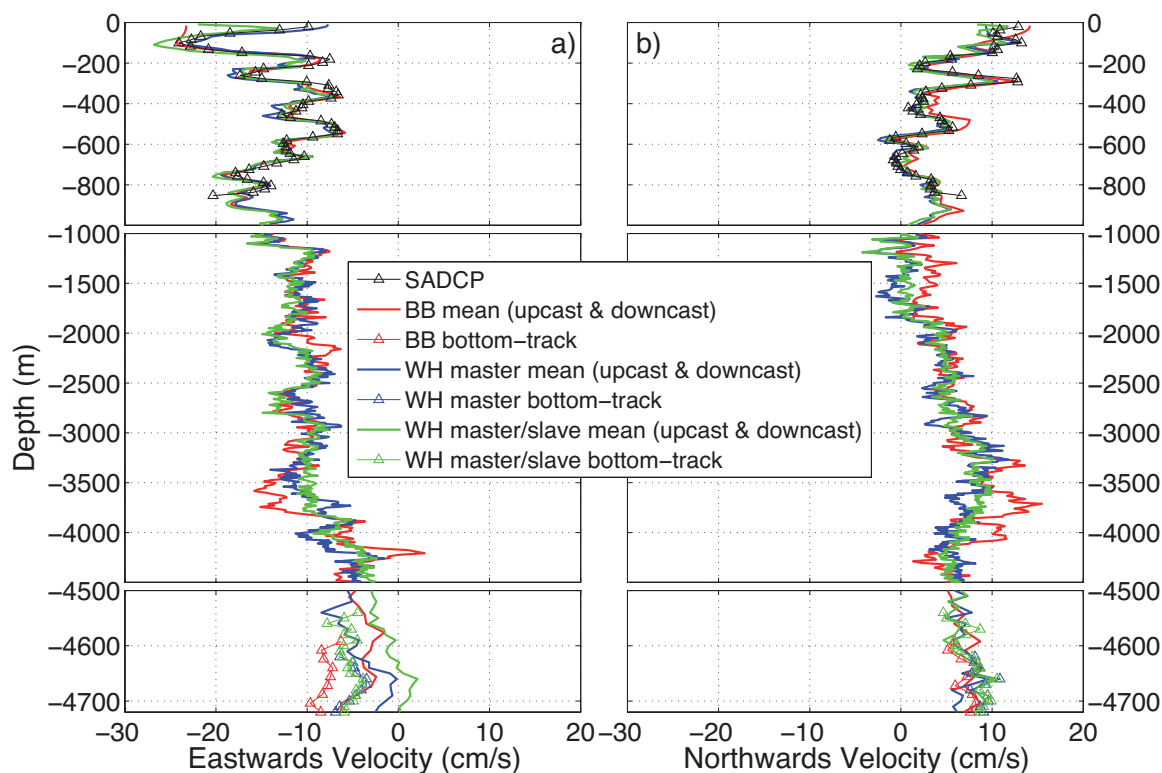 a)
b)
0
−200
−400
−600
−800
0
−200
−400
−600
−800
−1000
−1500
−2000
−2500
−3000
−3500
−4000
−1000
−1500
−2000
−2500
−3000
−3500
−4000
SADCP
BB mean (upcast & downcast)
BB bottom−track
WH master mean (upcast & downcast)
WH master bottom−track
WH master/slave mean (upcast & downcast)
WH master/slave bottom−track
Depth (m)
−4500
−4600
−4700
−4500
−4600
−4700
−30 −20 −10 0 10 20
−30 −20 −10 0 10 20
Eastwards Velocity (cm/s)
Northwards Velocity (cm/s)